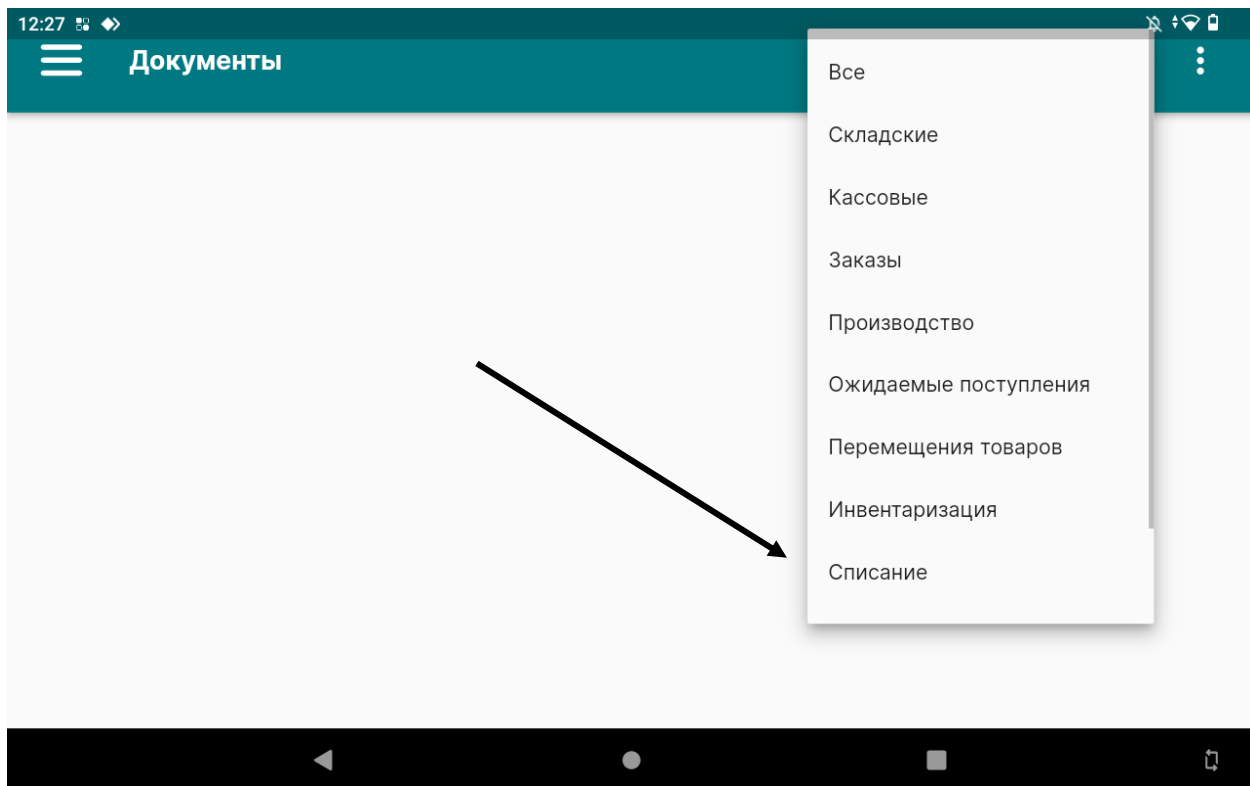 12:27
Документы
Все
Складские
Кассовые
Заказы
Производство
Ожидаемые поступления
Перемещения товаров
Инвентаризация
Списание